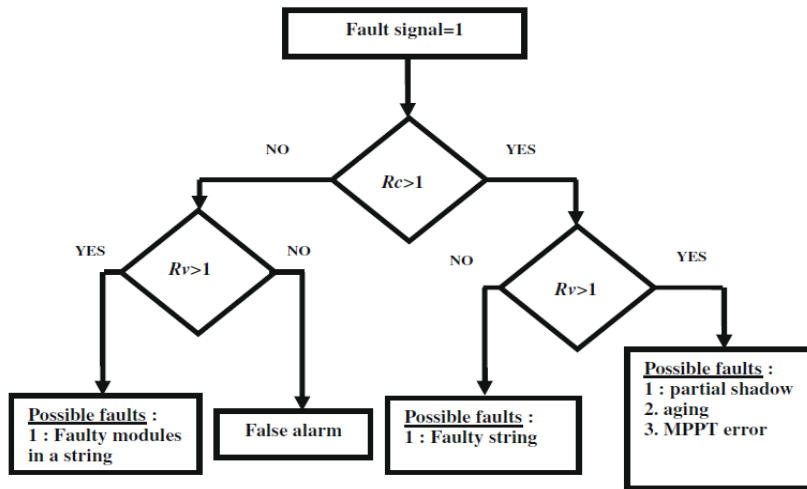 Fault signal=1
NO
YES
Rc>1
YES
NO
Rv>1
NO
YES
Rv>1
Possible faults :
1 : Faulty modules
in a string
False alarm
Possible faults :
1 : Faulty string
Possible faults :
1 : partial shadow
2. aging
3. MPPT error